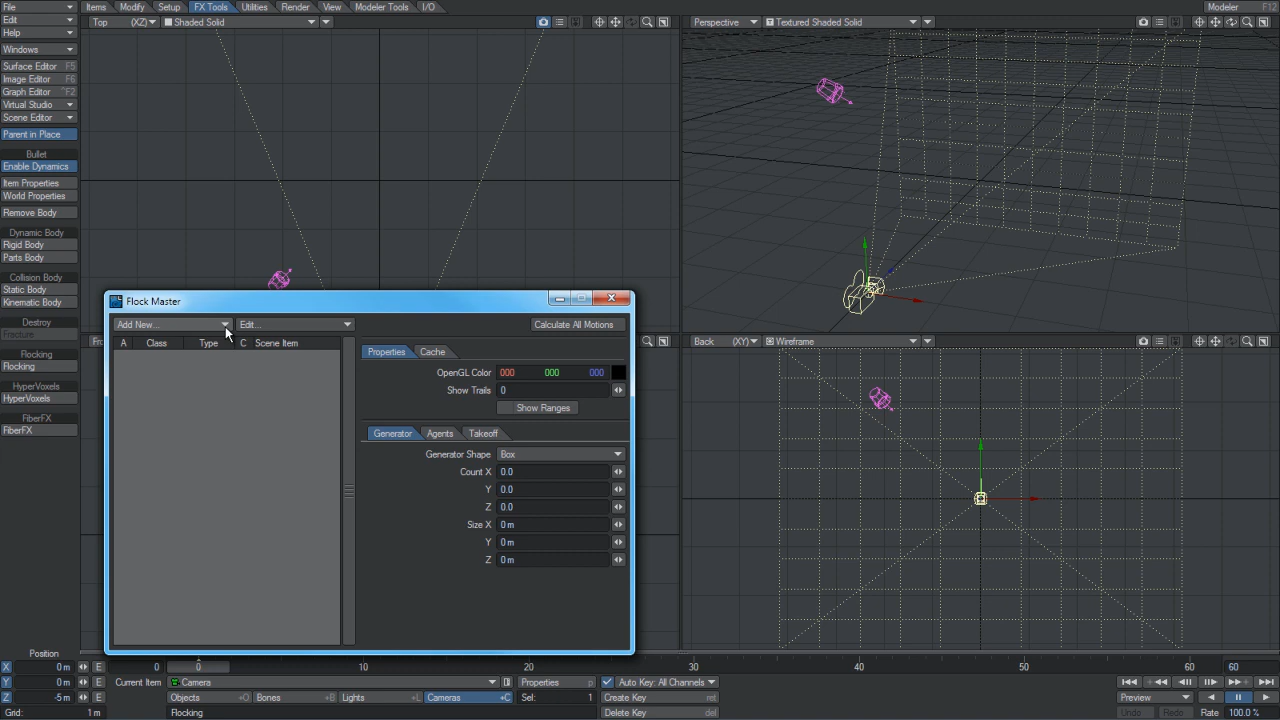 File Items Modify Setup FX Tools Utilities Render View Modeler Tools I/O Modeler F12
Edit Top (XZ) Shaded Solid Perspective Textured Shaded Solid
Help
Windows
Surface Editor F5
Image Editor F6
Graph Editor ^F2
Virtual Studio
Scene Editor
Parent in Place
Bullet
Enable Dynamics
Item Properties
World Properties
Remove Body
Dynamic Body
Rigid Body
Parts Body
Collision Body
Static Body
Kinematic Body
Destroy
Fracture
Flocking
Flocking
HyperVoxels
HyperVoxels
FiberFX
FiberFX
Flock Master
Add New... Edit... Calculate All Motions
A Class Type C Scene Item
Properties Cache
OpenGL Color 000 000 000
Show Trails 0
Show Ranges
Generator Agents Takeoff
Generator Shape Box
Count X 0.0
Y 0.0
Z 0.0
Size X 0 m
Y 0 m
Z 0 m
Back (XY) Wireframe
Position
X 0 m E 0 0 10 20 30 40 50 60 60
Y 0 m E Current Item Camera Properties p Auto Key: All Channels
Z -5 m E Objects +O Bones +B Lights +L Cameras +C Sel: 1 Create Key ret Preview
Grid: 1 m Flocking Delete Key del Undo Redo Rate 100.0 %